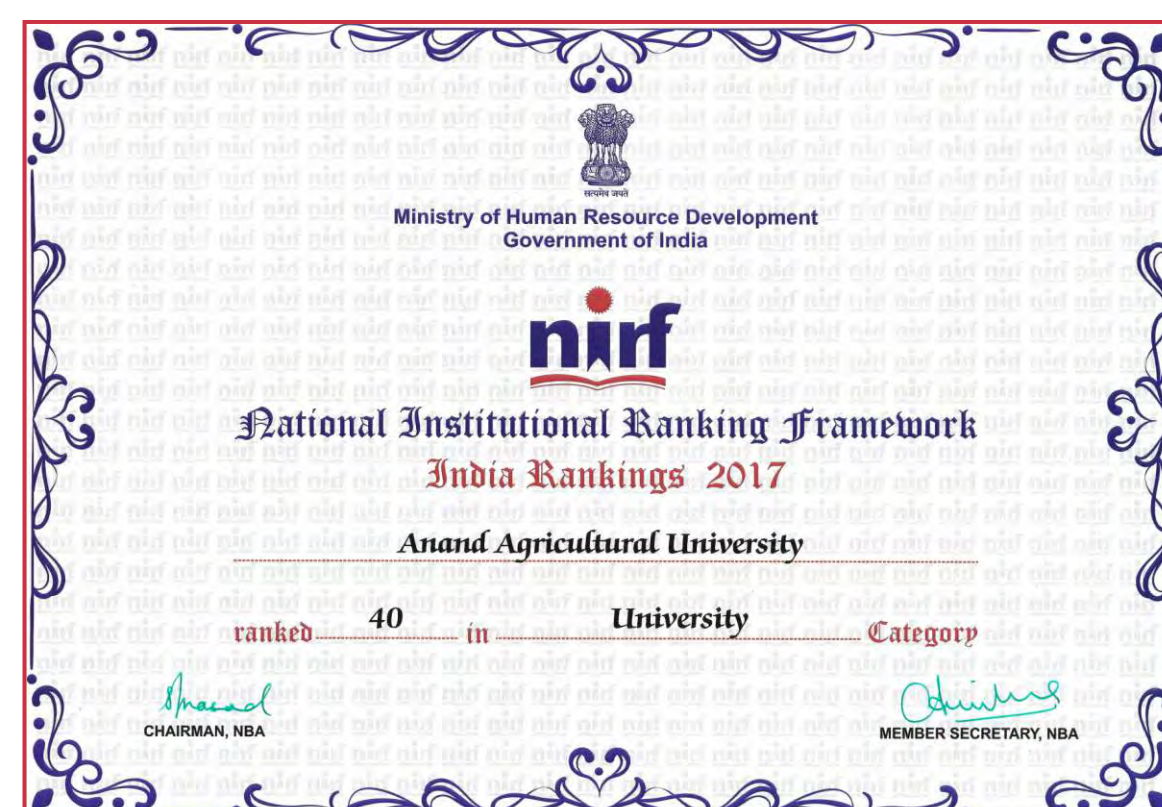 सत्यमेव जयते
Ministry of Human Resource Development
Government of India
nirf
National Institutional Ranking Framework
India Rankings 2017
Anand Agricultural University
ranked 40 in University Category
CHAIRMAN, NBA
MEMBER SECRETARY, NBA